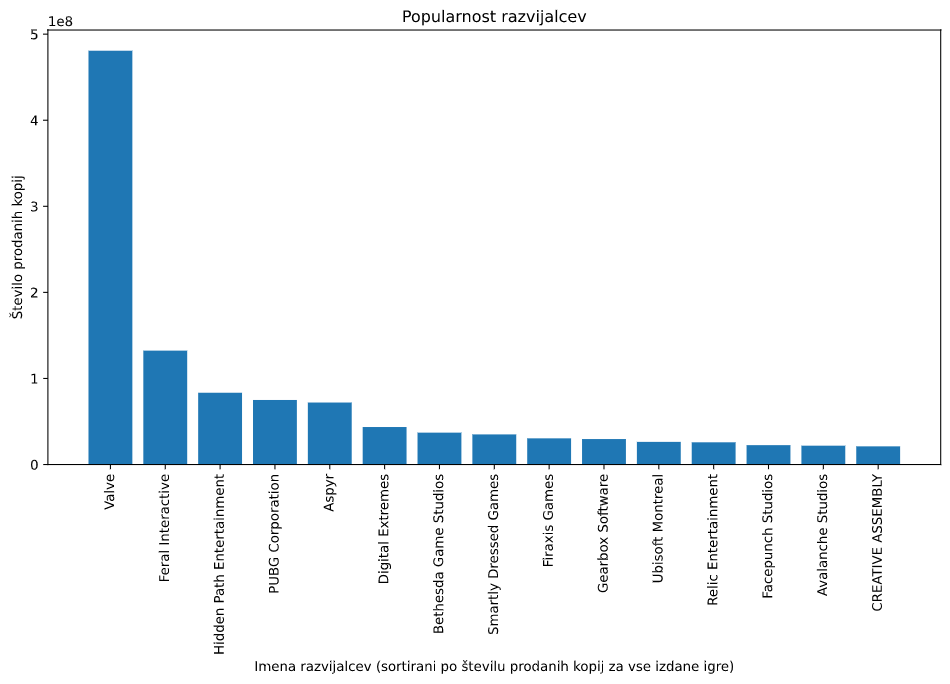 Popularnost razvijalcev
1e8
5
4
3
2
1
0
Število prodanih kopij
Valve
Feral Interactive
Hidden Path Entertainment
PUBG Corporation
Aspyr
Digital Extremes
Bethesda Game Studios
Smartly Dressed Games
Firaxis Games
Gearbox Software
Ubisoft Montreal
Relic Entertainment
Facepunch Studios
Avalanche Studios
CREATIVE ASSEMBLY
Imena razvijalcev (sortirani po številu prodanih kopij za vse izdane igre)